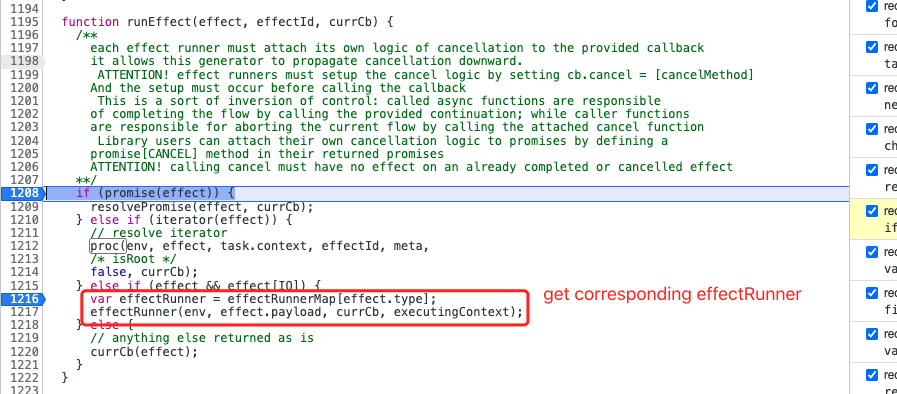 1194
1195 function runEffect(effect, effectId, currCb) {
1196 /**
1197 each effect runner must attach its own logic of cancellation to the provided callback
1198 it allows this generator to propagate cancellation downward.
1199 ATTENTION! effect runners must setup the cancel logic by setting cb.cancel = [cancelMethod]
1200 And the setup must occur before calling the callback
1201 This is a sort of inversion of control: called async functions are responsible
1202 of completing the flow by calling the provided continuation; while caller functions
1203 are responsible for aborting the current flow by calling the attached cancel function
1204 Library users can attach their own cancellation logic to promises by defining a
1205 promise[CANCEL] method in their returned promises
1206 ATTENTION! calling cancel must have no effect on an already completed or cancelled effect
1207 **/
1208 if (promise(effect)) {
1209 resolvePromise(effect, currCb);
1210 } else if (iterator(effect)) {
1211 // resolve iterator
1212 proc(env, effect, task.context, effectId, meta,
1213 /* isRoot */
1214 false, currCb);
1215 } else if (effect && effect[IO]) {
1216 var effectRunner = effectRunnerMap[effect.type];
1217 effectRunner(env, effect.payload, currCb, executingContext);
1218 } else {
1219 // anything else returned as is
1220 currCb(effect);
1221 }
1222 }
1223
get corresponding effectRunner
red
fo
red
ta
red
ne
red
ch
red
re
red
if
red
va
red
fi
red
va
red
re